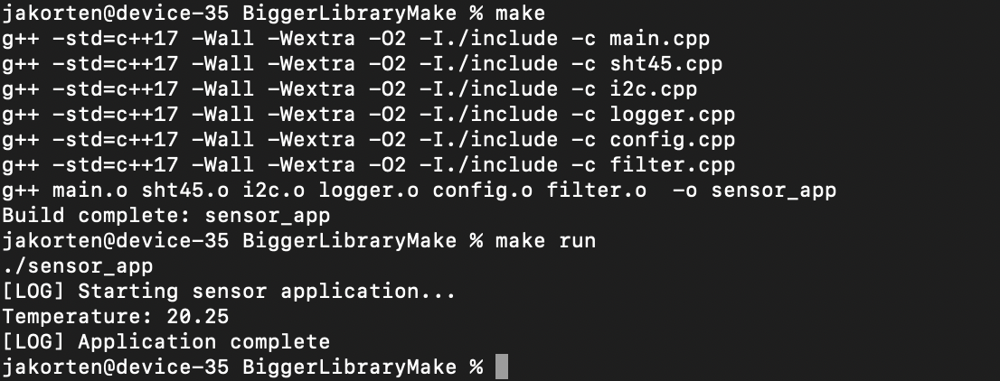 jakorten@device-35 BiggerLibraryMake % make
g++ -std=c++17 -Wall -Wextra -O2 -I./include -c main.cpp
g++ -std=c++17 -Wall -Wextra -O2 -I./include -c sht45.cpp
g++ -std=c++17 -Wall -Wextra -O2 -I./include -c i2c.cpp
g++ -std=c++17 -Wall -Wextra -O2 -I./include -c logger.cpp
g++ -std=c++17 -Wall -Wextra -O2 -I./include -c config.cpp
g++ -std=c++17 -Wall -Wextra -O2 -I./include -c filter.cpp
g++ main.o sht45.o i2c.o logger.o config.o filter.o  -o sensor_app
Build complete: sensor_app
jakorten@device-35 BiggerLibraryMake % make run
./sensor_app
[LOG] Starting sensor application...
Temperature: 20.25
[LOG] Application complete
jakorten@device-35 BiggerLibraryMake %